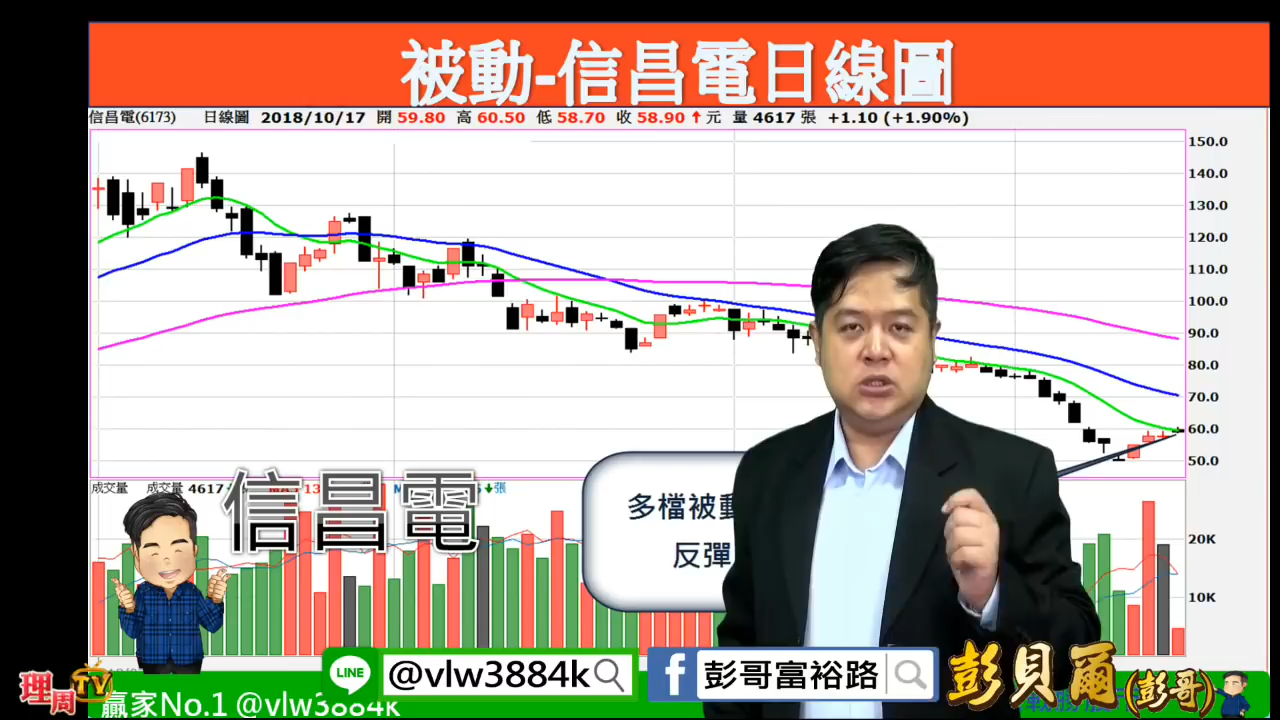 被動-信昌電日線圖
信昌電(6173) 日線圖 2018/10/17 開 59.80 高 60.50 低 58.70 收 58.90 ↑ 元 量 4617 張 +1.10 (+1.90%)
150.0
140.0
130.0
120.0
110.0
100.0
90.0
80.0
70.0
60.0
50.0
成交量 成交量 4617
張
信昌電
多檔被動
反彈
20K
10K
LINE @vlw3884k
f 彭哥富裕路
彭貝爾(彭哥)
理周TV
贏家No.1 @vlw3884k